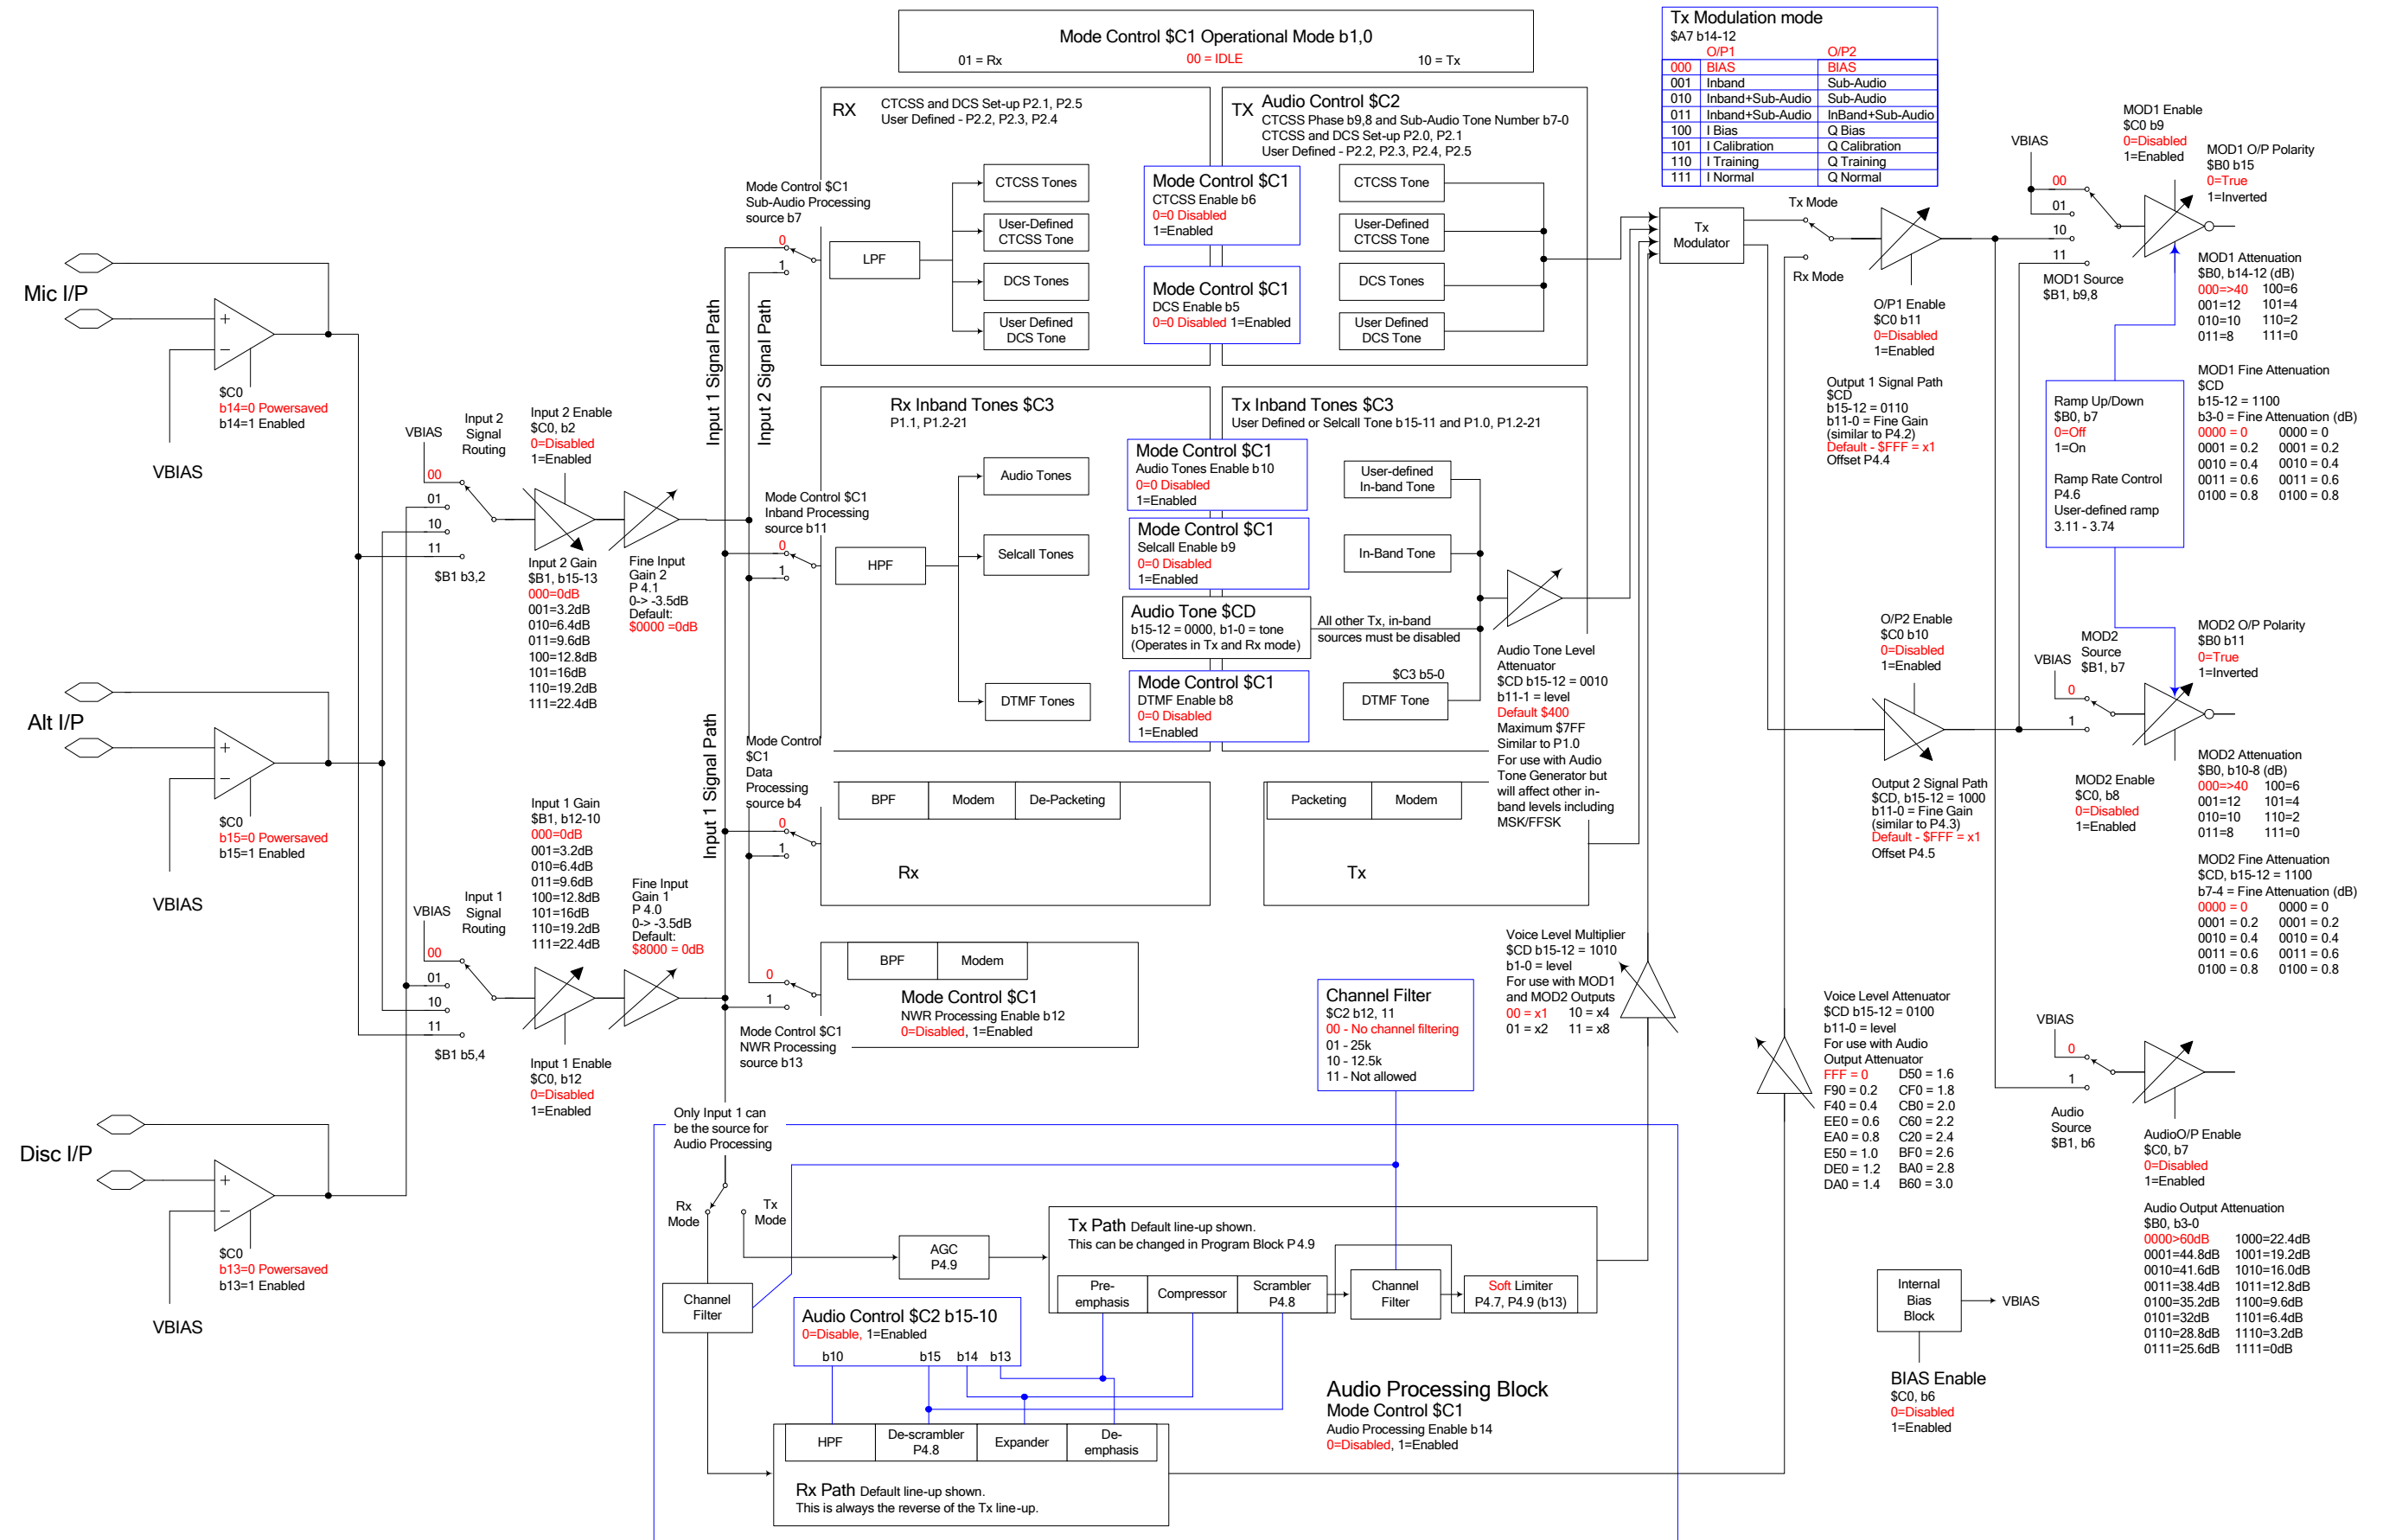 Mode Control $C1 Operational Mode b1,0
01 = Rx
00 = IDLE
10 = Tx
Tx Modulation mode
$A7 b14-12
O/P1 O/P2
000 BIAS BIAS
001 Inband Sub-Audio
010 Inband+Sub-Audio Sub-Audio
011 Inband+Sub-Audio InBand+Sub-Audio
100 I Bias Q Bias
101 I Calibration Q Calibration
110 I Training Q Training
111 I Normal Q Normal
RX
CTCSS and DCS Set-up P2.1, P2.5
User Defined - P2.2, P2.3, P2.4
TX
Audio Control $C2
CTCSS Phase b9,8 and Sub-Audio Tone Number b7-0
CTCSS and DCS Set-up P2.0, P2.1
User Defined - P2.2, P2.3, P2.4, P2.5
Mode Control $C1
Sub-Audio Processing
source b7
0
1
LPF
CTCSS Tones
User-Defined
CTCSS Tone
DCS Tones
User Defined
DCS Tone
Mode Control $C1
CTCSS Enable b6
0=0 Disabled
1=Enabled
Mode Control $C1
DCS Enable b5
0=0 Disabled 1=Enabled
CTCSS Tone
User-Defined
CTCSS Tone
DCS Tones
User Defined
DCS Tone
Tx
Modulator
Tx Mode
Rx Mode
O/P1 Enable
$C0 b11
0=Disabled
1=Enabled
Output 1 Signal Path
$CD
b15-12 = 0110
b11-0 = Fine Gain
(similar to P4.2)
Default - $FFF = x1
Offset P4.4
VBIAS
00
01
10
11
MOD1 Source
$B1, b9,8
MOD1 Enable
$C0 b9
0=Disabled
1=Enabled
MOD1 O/P Polarity
$B0 b15
0=True
1=Inverted
MOD1 Attenuation
$B0, b14-12 (dB)
000=>40 100=6
001=12 101=4
010=10 110=2
011=8 111=0
MOD1 Fine Attenuation
$CD
b15-12 = 1100
b3-0 = Fine Attenuation (dB)
0000 = 0 0000 = 0
0001 = 0.2 0001 = 0.2
0010 = 0.4 0010 = 0.4
0011 = 0.6 0011 = 0.6
0100 = 0.8 0100 = 0.8
Ramp Up/Down
$B0, b7
0=Off
1=On
Ramp Rate Control
P4.6
User-defined ramp
3.11 - 3.74
Mic I/P
$C0
b14=0 Powersaved
b14=1 Enabled
VBIAS
Input 2
Signal
Routing
VBIAS
00
01
10
11
$B1 b3,2
Input 2 Enable
$C0, b2
0=Disabled
1=Enabled
Input 2 Gain
$B1, b15-13
000=0dB
001=3.2dB
010=6.4dB
011=9.6dB
100=12.8dB
101=16dB
110=19.2dB
111=22.4dB
Fine Input
Gain 2
P 4.1
0-> -3.5dB
Default:
$0000 =0dB
Input 1 Signal Path
Input 2 Signal Path
Mode Control $C1
Inband Processing
source b11
0
1
Rx Inband Tones $C3
P1.1, P1.2-21
HPF
Audio Tones
Selcall Tones
DTMF Tones
Tx Inband Tones $C3
User Defined or Selcall Tone b15-11 and P1.0, P1.2-21
Mode Control $C1
Audio Tones Enable b10
0=0 Disabled
1=Enabled
Mode Control $C1
Selcall Enable b9
0=0 Disabled
1=Enabled
Audio Tone $CD
b15-12 = 0000, b1-0 = tone
(Operates in Tx and Rx mode)
All other Tx, in-band
sources must be disabled
Mode Control $C1
DTMF Enable b8
0=0 Disabled
1=Enabled
User-defined
In-band Tone
In-Band Tone
$C3 b5-0
DTMF Tone
Audio Tone Level
Attenuator
$CD b15-12 = 0010
b11-1 = level
Default $400
Maximum $7FF
Similar to P1.0
For use with Audio
Tone Generator but
will affect other in-
band levels including
MSK/FFSK
O/P2 Enable
$C0 b10
0=Disabled
1=Enabled
Output 2 Signal Path
$CD, b15-12 = 1000
b11-0 = Fine Gain
(similar to P4.3)
Default - $FFF = x1
Offset P4.5
MOD2
Source
$B1, b7
VBIAS
0
1
MOD2 Enable
$C0, b8
0=Disabled
1=Enabled
MOD2 O/P Polarity
$B0 b11
0=True
1=Inverted
MOD2 Attenuation
$B0, b10-8 (dB)
000=>40 100=6
001=12 101=4
010=10 110=2
011=8 111=0
MOD2 Fine Attenuation
$CD, b15-12 = 1100
b7-4 = Fine Attenuation (dB)
0000 = 0 0000 = 0
0001 = 0.2 0001 = 0.2
0010 = 0.4 0010 = 0.4
0011 = 0.6 0011 = 0.6
0100 = 0.8 0100 = 0.8
Alt I/P
$C0
b15=0 Powersaved
b15=1 Enabled
VBIAS
Input 1 Gain
$B1, b12-10
000=0dB
001=3.2dB
010=6.4dB
011=9.6dB
100=12.8dB
101=16dB
110=19.2dB
111=22.4dB
Fine Input
Gain 1
P 4.0
0-> -3.5dB
Default:
$8000 = 0dB
VBIAS
Input 1
Signal
Routing
00
01
10
11
$B1 b5,4
Input 1 Enable
$C0, b12
0=Disabled
1=Enabled
Input 1 Signal Path
Mode Control
$C1
Data
Processing
source b4
0
1
BPF
Modem
De-Packeting
Rx
Packeting
Modem
Tx
0
1
Mode Control $C1
NWR Processing
source b13
BPF
Modem
Mode Control $C1
NWR Processing Enable b12
0=Disabled, 1=Enabled
Channel Filter
$C2 b12, 11
00 - No channel filtering
01 - 25k
10 - 12.5k
11 - Not allowed
Voice Level Multiplier
$CD b15-12 = 1010
b1-0 = level
For use with MOD1
and MOD2 Outputs
00 = x1 10 = x4
01 = x2 11 = x8
Voice Level Attenuator
$CD b15-12 = 0100
b11-0 = level
For use with Audio
Output Attenuator
FFF = 0 D50 = 1.6
F90 = 0.2 CF0 = 1.8
F40 = 0.4 CB0 = 2.0
EE0 = 0.6 C60 = 2.2
EA0 = 0.8 C20 = 2.4
E50 = 1.0 BF0 = 2.6
DE0 = 1.2 BA0 = 2.8
DA0 = 1.4 B60 = 3.0
VBIAS
0
1
Audio
Source
$B1, b6
AudioO/P Enable
$C0, b7
0=Disabled
1=Enabled
Audio Output Attenuation
$B0, b3-0
0000>60dB 1000=22.4dB
0001=44.8dB 1001=19.2dB
0010=41.6dB 1010=16.0dB
0011=38.4dB 1011=12.8dB
0100=35.2dB 1100=9.6dB
0101=32dB 1101=6.4dB
0110=28.8dB 1110=3.2dB
0111=25.6dB 1111=0dB
Disc I/P
$C0
b13=0 Powersaved
b13=1 Enabled
VBIAS
Only Input 1 can
be the source for
Audio Processing
Rx
Mode
Tx
Mode
AGC
P4.9
Channel
Filter
Tx Path Default line-up shown.
This can be changed in Program Block P4.9
Pre-
emphasis
Compressor
Scrambler
P4.8
Channel
Filter
Soft Limiter
P4.7, P4.9 (b13)
Audio Control $C2 b15-10
0=Disable, 1=Enabled
b10 b15 b14 b13
HPF
De-scrambler
P4.8
Expander
De-
emphasis
Rx Path Default line-up shown.
This is always the reverse of the Tx line-up.
Audio Processing Block
Mode Control $C1
Audio Processing Enable b14
0=Disabled, 1=Enabled
Internal
Bias
Block
VBIAS
BIAS Enable
$C0, b6
0=Disabled
1=Enabled